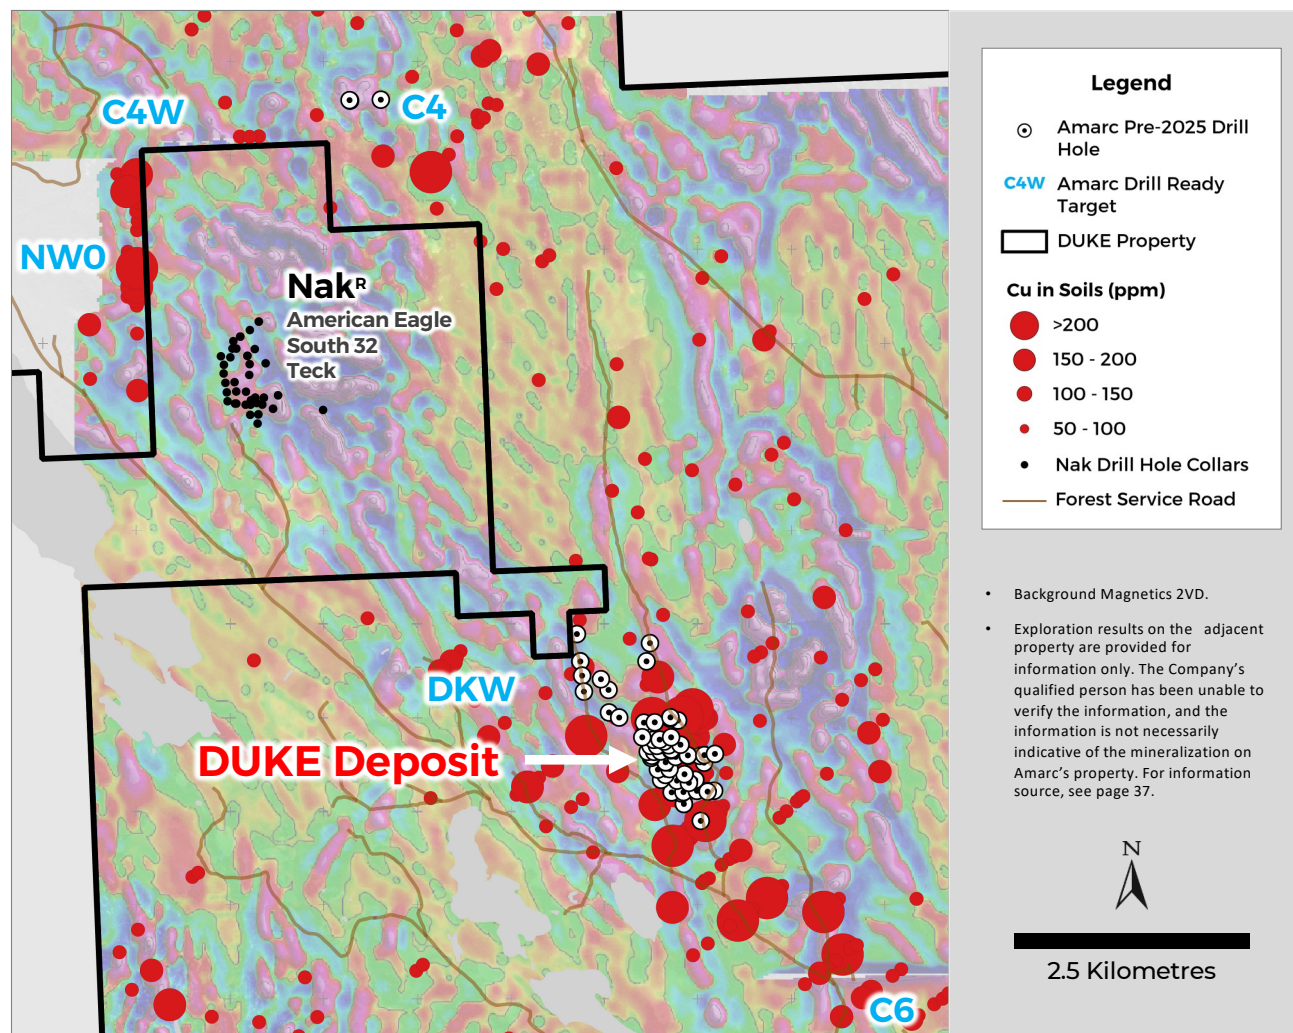 C4W
C4
NW0
Nakᴿ
American Eagle
South 32
Teck
DKW
DUKE Deposit
C6
Legend
Amarc Pre-2025 Drill
Hole
C4W Amarc Drill Ready
Target
DUKE Property
Cu in Soils (ppm)
>200
150 - 200
100 - 150
50 - 100
Nak Drill Hole Collars
Forest Service Road
• Background Magnetics 2VD.
• Exploration results on the adjacent
property are provided for
information only. The Company’s
qualified person has been unable to
verify the information, and the
information is not necessarily
indicative of the mineralization on
Amarc’s property. For information
source, see page 37.
N
2.5 Kilometres